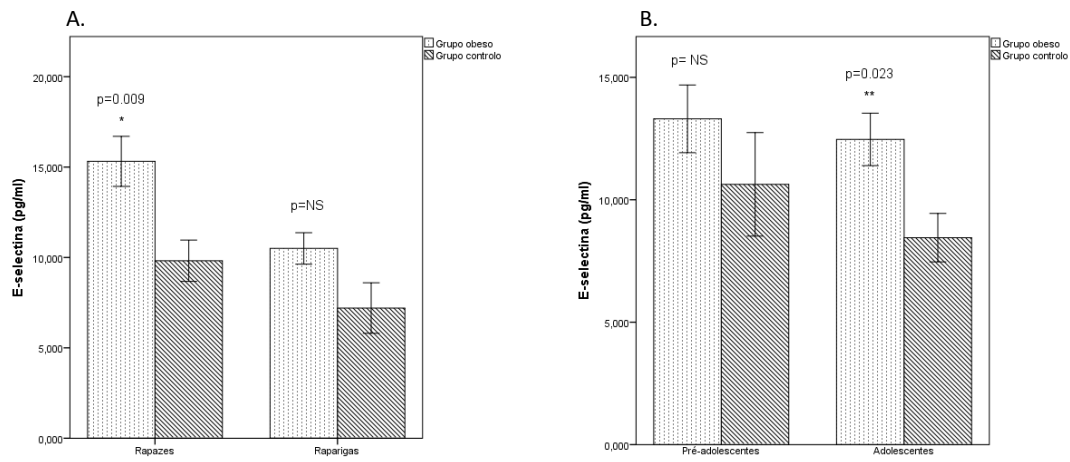 A.
Grupo obeso
Grupo controlo
20,000
15,000
10,000
5,000
0,000
E-selectina (pg/ml)
p=0.009
*
p=NS
Rapazes
Raparigas
B.
Grupo obeso
Grupo controlo
15,000
10,000
5,000
0,000
E-selectina (pg/ml)
p= NS
p=0.023
**
Pré-adolescentes
Adolescentes